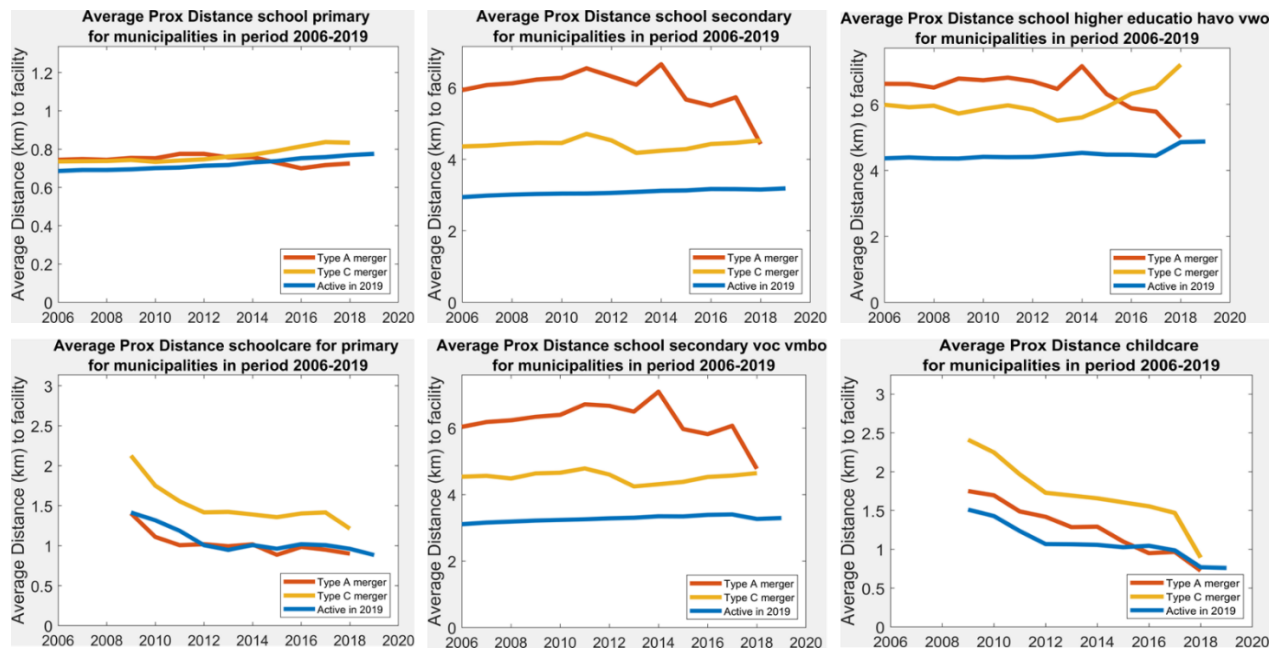 Average Prox Distance school primary
for municipalities in period 2006-2019
Average Distance (km) to facility
1.2
1
0.8
0.6
0.4
0.2
0
2006 2008 2010 2012 2014 2016 2018 2020
Type A merger
Type C merger
Active in 2019
Average Prox Distance school secondary
for municipalities in period 2006-2019
Average Distance (km) to facility
6
4
2
0
2006 2008 2010 2012 2014 2016 2018 2020
Type A merger
Type C merger
Active in 2019
Average Prox Distance school higher educatio havo vwo
for municipalities in period 2006-2019
Average Distance (km) to facility
6
4
2
0
2006 2008 2010 2012 2014 2016 2018 2020
Type A merger
Type C merger
Active in 2019
Average Prox Distance schoolcare for primary
for municipalities in period 2006-2019
Average Distance (km) to facility
3
2.5
2
1.5
1
0.5
0
2006 2008 2010 2012 2014 2016 2018 2020
Type A merger
Type C merger
Active in 2019
Average Prox Distance school secondary voc vmbo
for municipalities in period 2006-2019
Average Distance (km) to facility
6
4
2
0
2006 2008 2010 2012 2014 2016 2018 2020
Type A merger
Type C merger
Active in 2019
Average Prox Distance childcare
for municipalities in period 2006-2019
Average Distance (km) to facility
3
2.5
2
1.5
1
0.5
0
2006 2008 2010 2012 2014 2016 2018 2020
Type A merger
Type C merger
Active in 2019